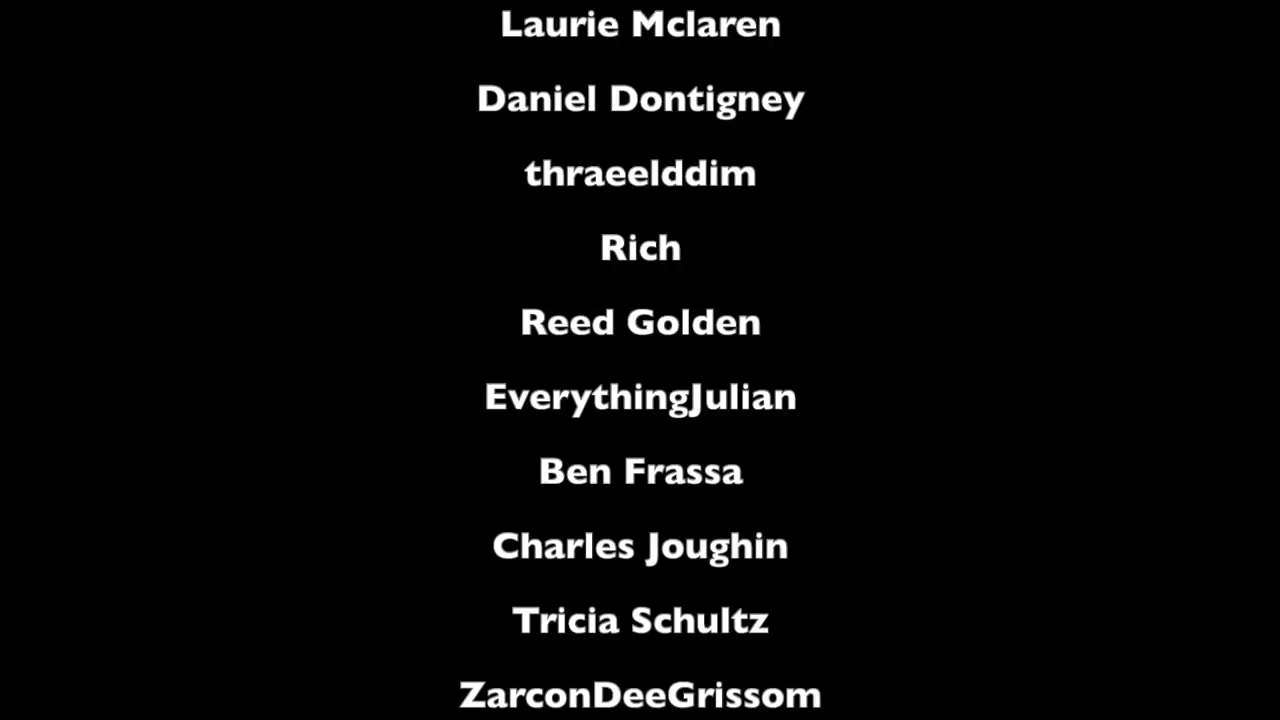 Laurie Mclaren
Daniel Dontigney
thraeelddim
Rich
Reed Golden
EverythingJulian
Ben Frassa
Charles Joughin
Tricia Schultz
ZarconDeeGrissom